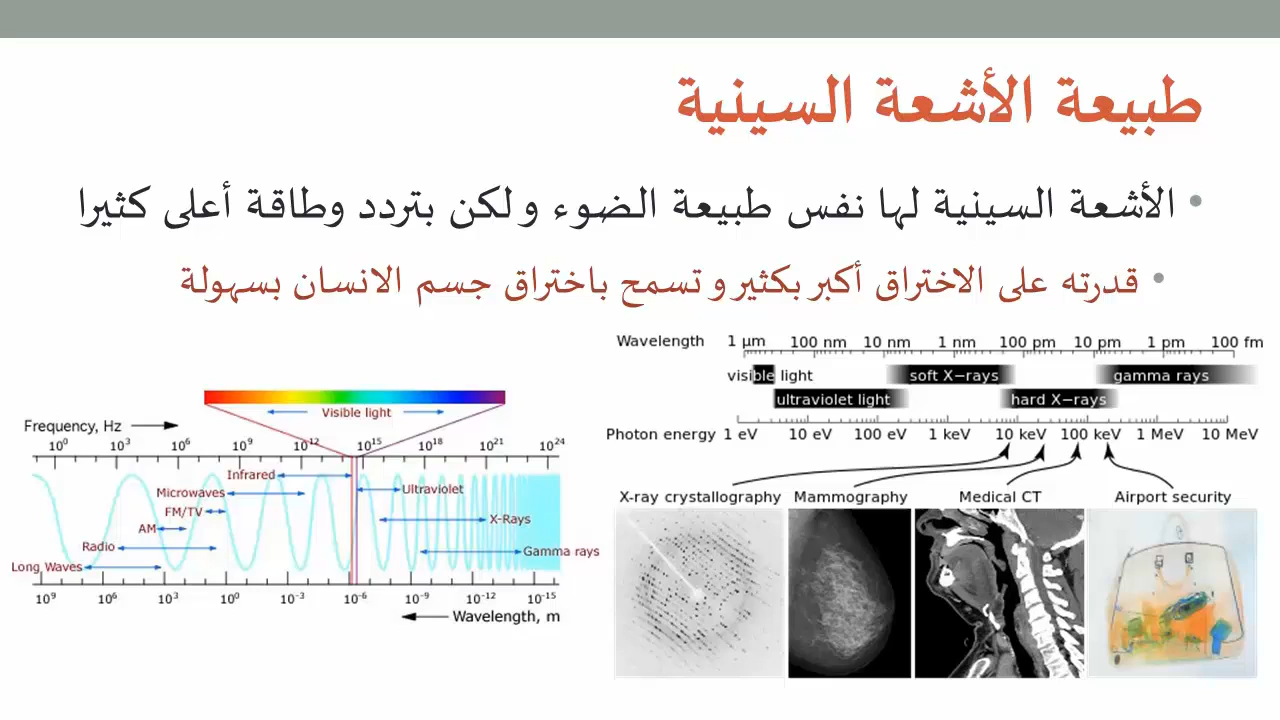 طبيعة الأشعة السينية
• الأشعة السينية لها نفس طبيعة الضوء ولكن بتردد وطاقة أعلى كثيرا
• قدرته على الاختراق أكبر بكثير و تسمح باختراق جسم الانسان بسهولة
Visible light
Frequency, Hz
10⁰ 10³ 10⁶ 10⁹ 10¹² 10¹⁵ 10¹⁸ 10²¹ 10²⁴
Infrared
Ultraviolet
Microwaves
FM/TV
X-Rays
AM
Radio
Gamma rays
Long Waves
10⁹ 10⁶ 10³ 10⁰ 10⁻³ 10⁻⁶ 10⁻⁹ 10⁻¹² 10⁻¹⁵
Wavelength, m
Wavelength 1 µm 100 nm 10 nm 1 nm 100 pm 10 pm 1 pm 100 fm
visible light soft X−rays gamma rays
ultraviolet light hard X−rays
Photon energy 1 eV 10 eV 100 eV 1 keV 10 keV 100 keV 1 MeV 10 MeV
X-ray crystallography Mammography Medical CT Airport security